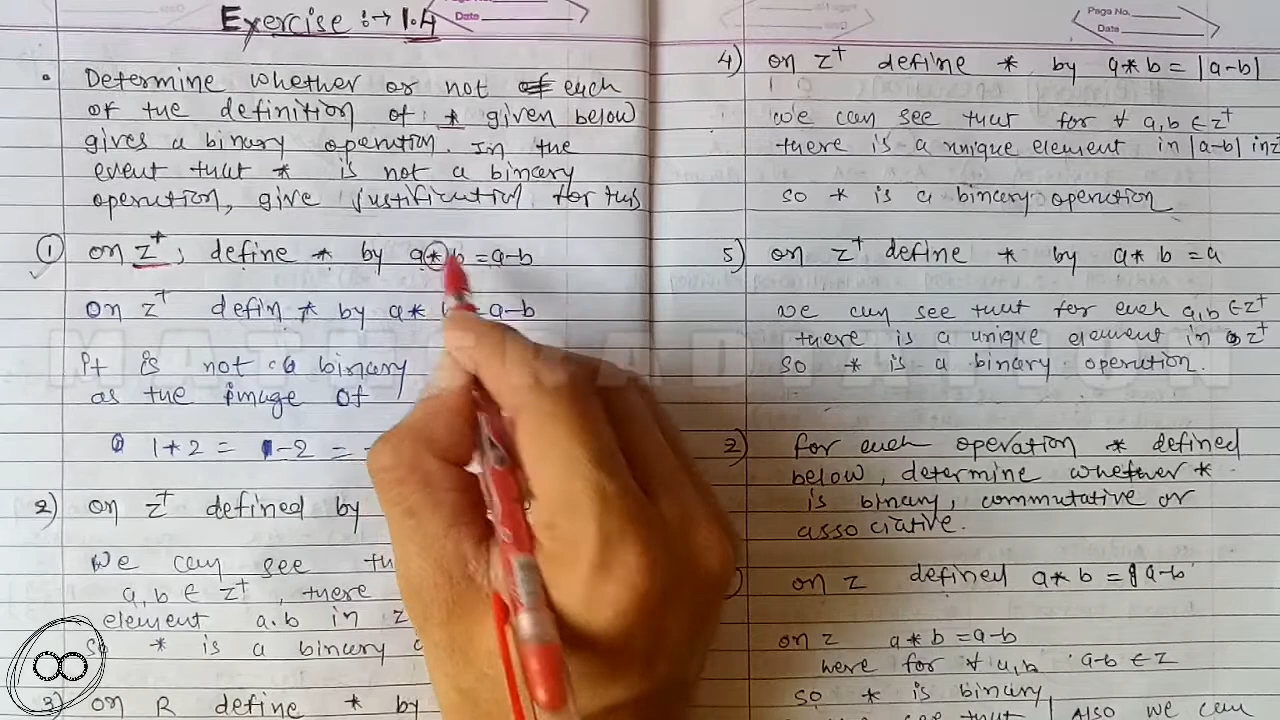 Exercise :→ 1.4
Date
• Determine whether or not of each
of the definition of * given below
gives a binary operation. In the
event that * is not a binary
operation, give justification for this
① on Z⁺; define * by a * b = a-b
on Z⁺ defin * by a * = a-b
It is not a binary
as the image of
1 * 2 = 1-2 = -
2) on Z⁺ defined by
We can see
a,b ∈ Z⁺, there
element a.b in Z
so * is a binary
3) on R define * by
Page No.
Date
4) on Z⁺ define * by a * b = |a-b|
we can see that for ∀ a,b ∈ Z⁺
there is a unique element in |a-b| in Z
so * is a binary operation
5) on Z⁺ define * by a * b = a
we can see that for each a,b ∈ Z⁺
there is a unique element in Z⁺
so * is a binary operation.
2) for each operation * defined
below, determine whether *
is binary, commutative or
associative.
) on Z defined a * b = a-b
on Z a * b = a-b
here for ∀ a,b a-b ∈ Z
so * is binary
Also we can
MATHS RADIATION